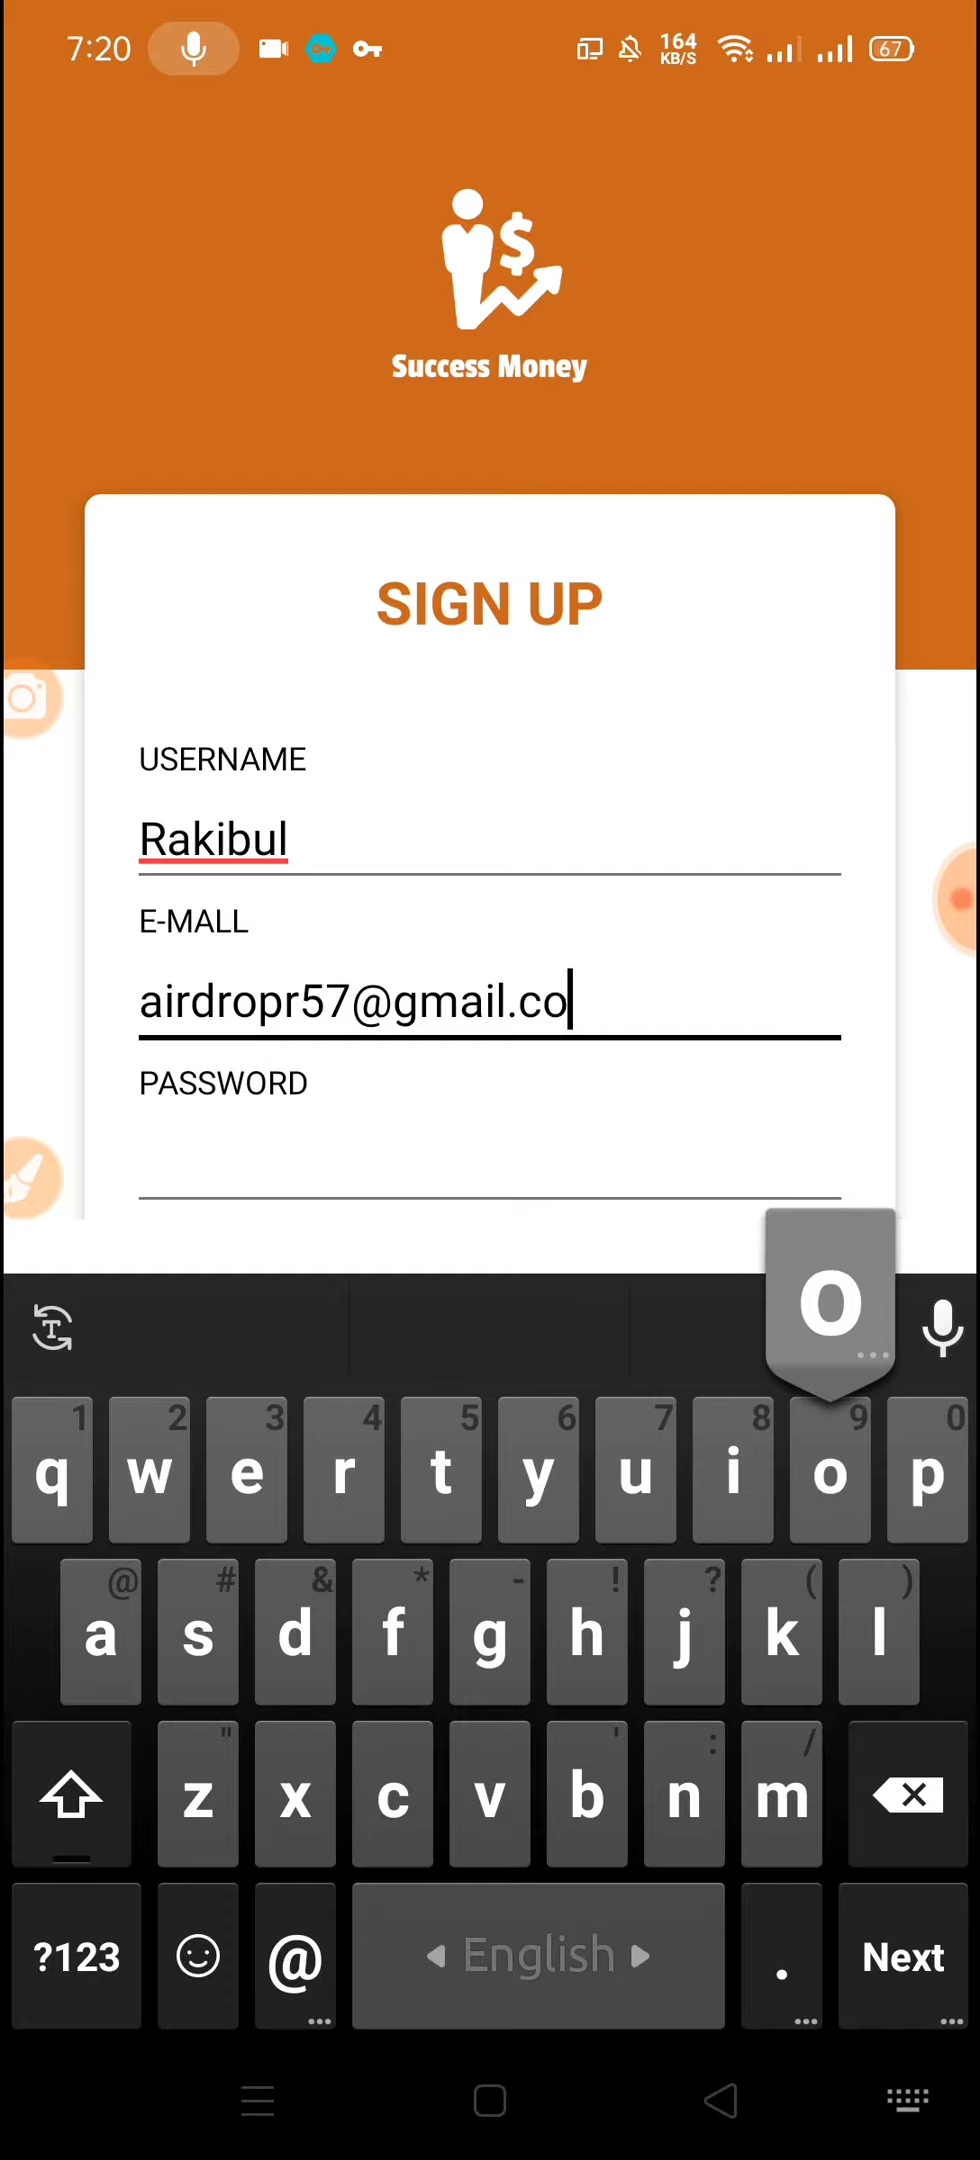 7:20
164
KB/S
67
$
Success Money
SIGN UP
USERNAME
Rakibul
E-MALL
airdropr57@gmail.co
PASSWORD
T
o
1 2 3 4 5 6 7 8 9 0
q w e r t y u i o p
@ # & * - ! ? ( )
a s d f g h j k l
" ' : /
z x c v b n m
?123 @ English . Next